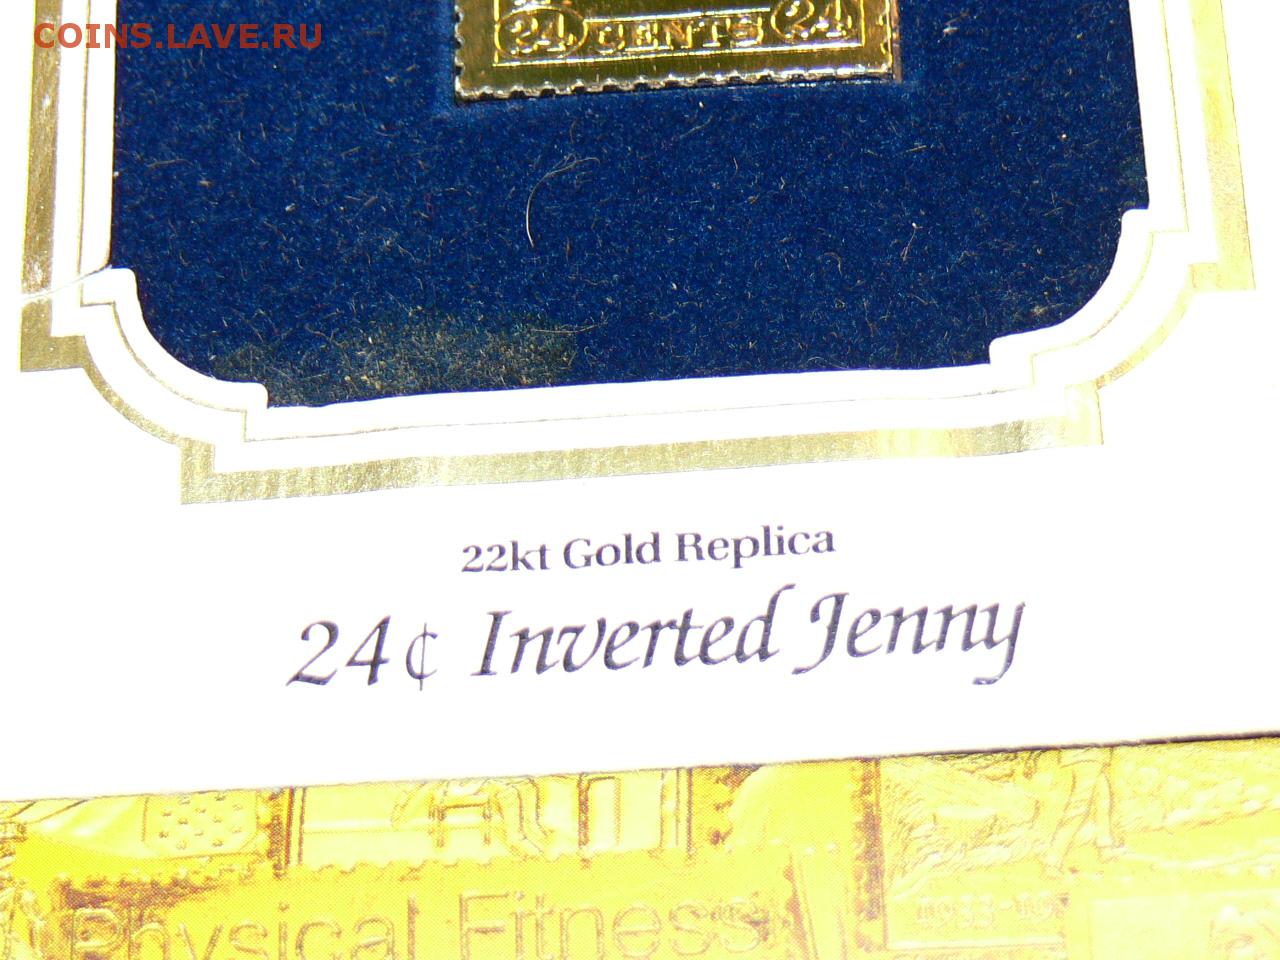 COINS.LAVE.RU
24 CENTS 24
22kt Gold Replica
24¢ Inverted Jenny
Physical Fitness